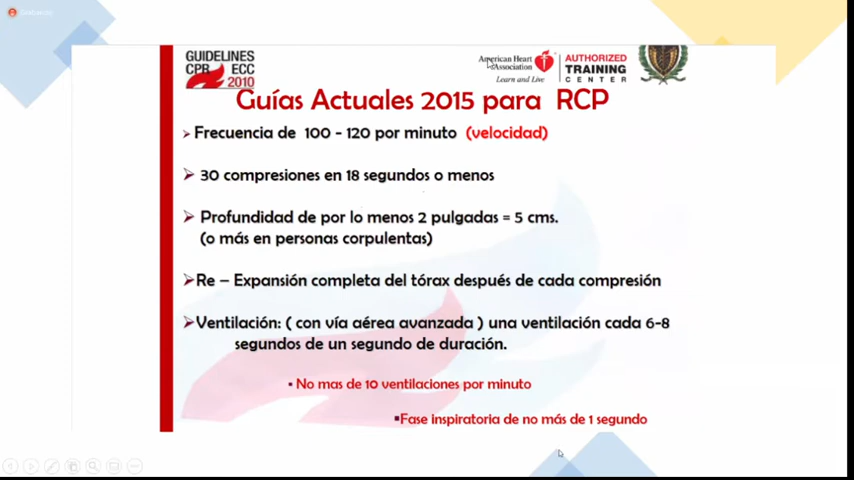 GUIDELINES
CPR ECC
2010
American Heart
Association
Learn and Live
AUTHORIZED
TRAINING
CENTER
Guías Actuales 2015 para RCP
Frecuencia de 100 - 120 por minuto (velocidad)
30 compresiones en 18 segundos o menos
Profundidad de por lo menos 2 pulgadas = 5 cms.
(o más en personas corpulentas)
Re – Expansión completa del tórax después de cada compresión
Ventilación: ( con vía aérea avanzada ) una ventilación cada 6-8
segundos de un segundo de duración.
No mas de 10 ventilaciones por minuto
Fase inspiratoria de no más de 1 segundo